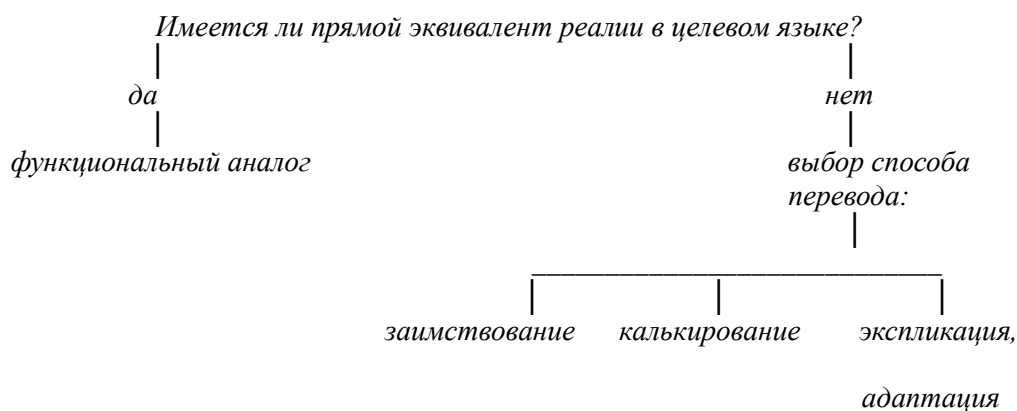 Имеется ли прямой эквивалент реалии в целевом языке?
да нет
функциональный аналог выбор способа
перевода:
заимствование калькирование экспликация,
адаптация